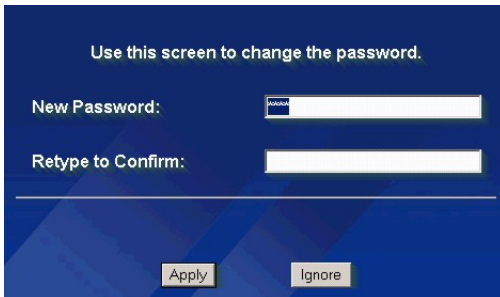 Use this screen to change the password.
New Password:
Retype to Confirm:
Apply
Ignore